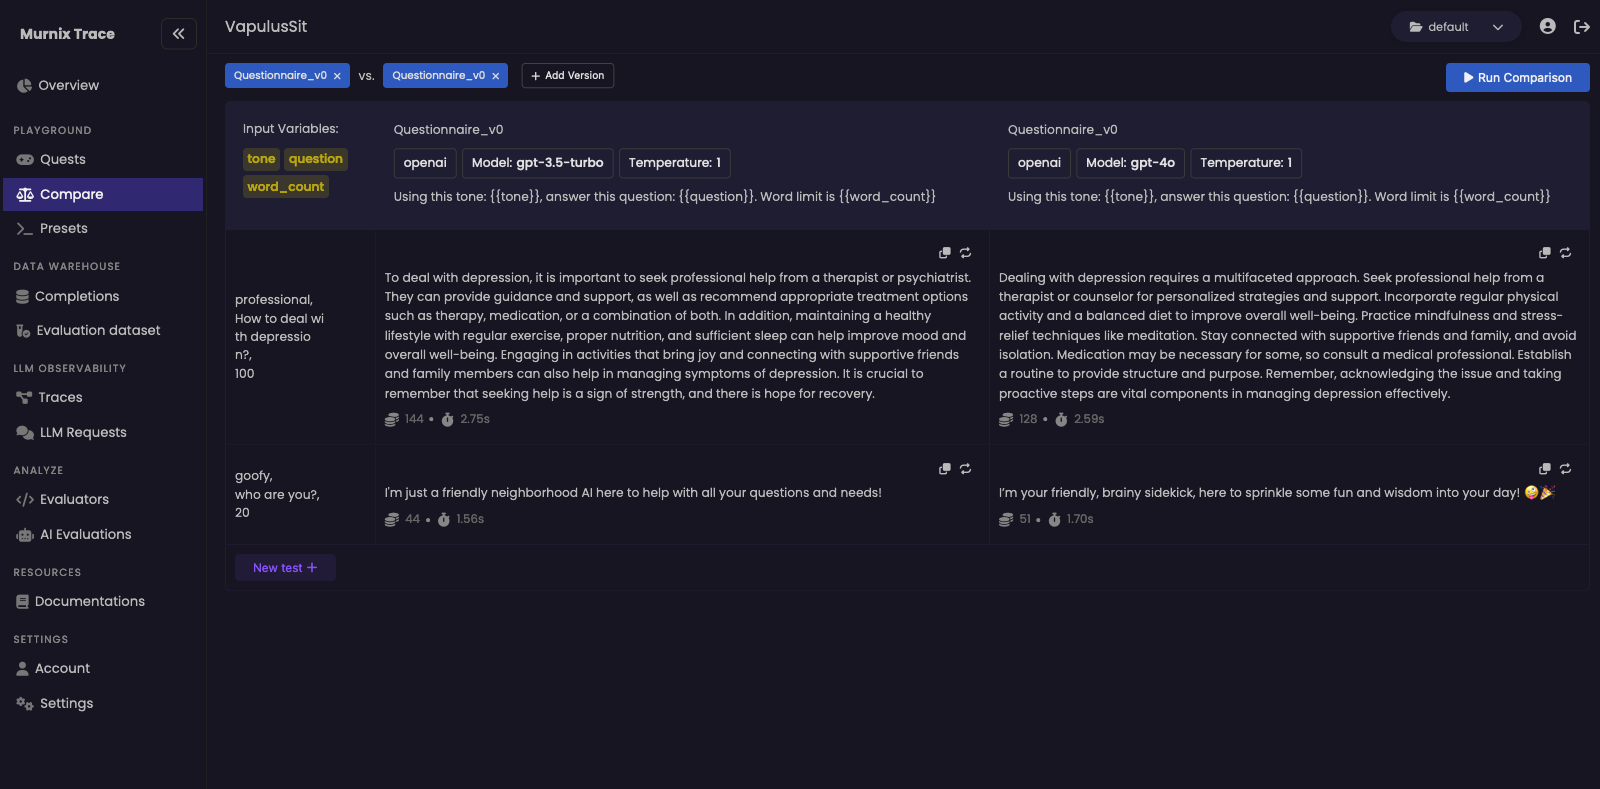 Murnix Trace
VapulusSit
default
Overview
PLAYGROUND
Quests
Compare
Presets
DATA WAREHOUSE
Completions
Evaluation dataset
LLM OBSERVABILITY
Traces
LLM Requests
ANALYZE
Evaluators
AI Evaluations
RESOURCES
Documentations
SETTINGS
Account
Settings
Questionnaire_v0 × vs. Questionnaire_v0 × + Add Version
Run Comparison
Input Variables:
tone question
word_count
Questionnaire_v0
openai Model: gpt-3.5-turbo Temperature: 1
Using this tone: {{tone}}, answer this question: {{question}}. Word limit is {{word_count}}
Questionnaire_v0
openai Model: gpt-4o Temperature: 1
Using this tone: {{tone}}, answer this question: {{question}}. Word limit is {{word_count}}
professional,
How to deal wi
th depressio
n?,
100
To deal with depression, it is important to seek professional help from a therapist or psychiatrist.
They can provide guidance and support, as well as recommend appropriate treatment options
such as therapy, medication, or a combination of both. In addition, maintaining a healthy
lifestyle with regular exercise, proper nutrition, and sufficient sleep can help improve mood and
overall well-being. Engaging in activities that bring joy and connecting with supportive friends
and family members can also help in managing symptoms of depression. It is crucial to
remember that seeking help is a sign of strength, and there is hope for recovery.
144 • 2.75s
Dealing with depression requires a multifaceted approach. Seek professional help from a
therapist or counselor for personalized strategies and support. Incorporate regular physical
activity and a balanced diet to improve overall well-being. Practice mindfulness and stress-
relief techniques like meditation. Stay connected with supportive friends and family, and avoid
isolation. Medication may be necessary for some, so consult a medical professional. Establish
a routine to provide structure and purpose. Remember, acknowledging the issue and taking
proactive steps are vital components in managing depression effectively.
128 • 2.59s
goofy,
who are you?,
20
I'm just a friendly neighborhood AI here to help with all your questions and needs!
44 • 1.56s
I'm your friendly, brainy sidekick, here to sprinkle some fun and wisdom into your day! 🤪🎉
51 • 1.70s
New test +